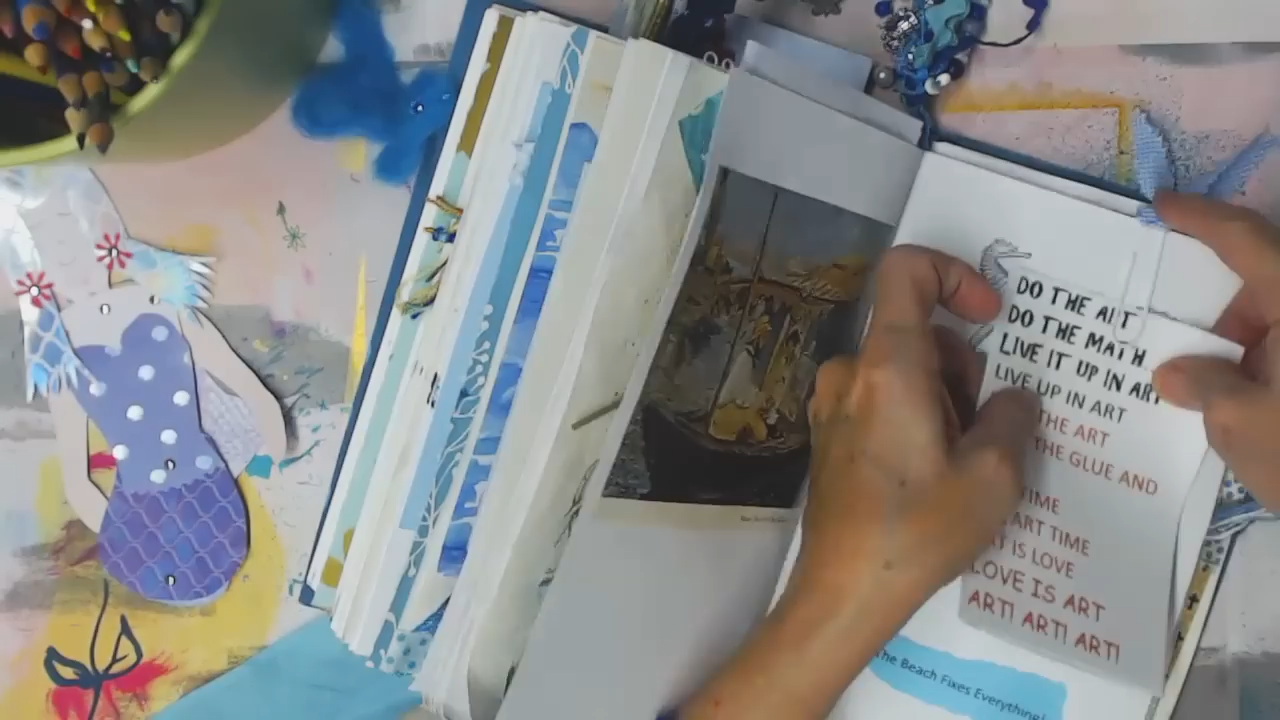 DO THE ART
DO THE MATH
LIVE IT UP IN ART
LIVE UP IN ART
THE ART
THE GLUE AND
TIME
ART TIME
IS LOVE
LOVE IS ART
ART! ART! ART!
The Beach Fixes Everything!